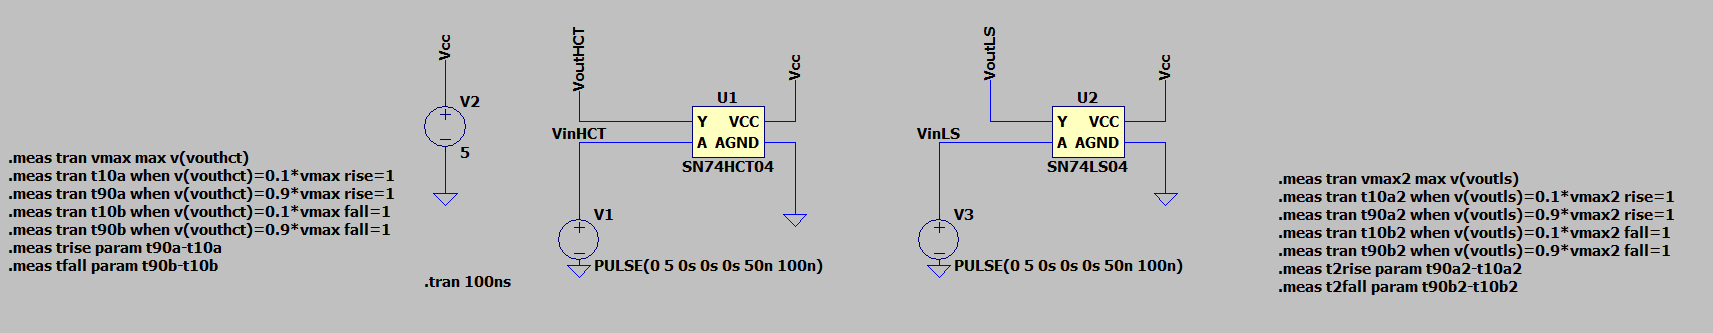 .meas tran vmax max v(vouthct)
.meas tran t10a when v(vouthct)=0.1*vmax rise=1
.meas tran t90a when v(vouthct)=0.9*vmax rise=1
.meas tran t10b when v(vouthct)=0.1*vmax fall=1
.meas tran t90b when v(vouthct)=0.9*vmax fall=1
.meas trise param t90a-t10a
.meas tfall param t90b-t10b
Vcc
V2
5
.tran 100ns
VoutHCT
Vcc
U1
Y VCC
A AGND
SN74HCT04
VinHCT
V1
PULSE(0 5 0s 0s 0s 50n 100n)
VoutLS
Vcc
U2
Y VCC
A AGND
SN74LS04
VinLS
V3
PULSE(0 5 0s 0s 0s 50n 100n)
.meas tran vmax2 max v(voutls)
.meas tran t10a2 when v(voutls)=0.1*vmax2 rise=1
.meas tran t90a2 when v(voutls)=0.9*vmax2 rise=1
.meas tran t10b2 when v(voutls)=0.1*vmax2 fall=1
.meas tran t90b2 when v(voutls)=0.9*vmax2 fall=1
.meas t2rise param t90a2-t10a2
.meas t2fall param t90b2-t10b2